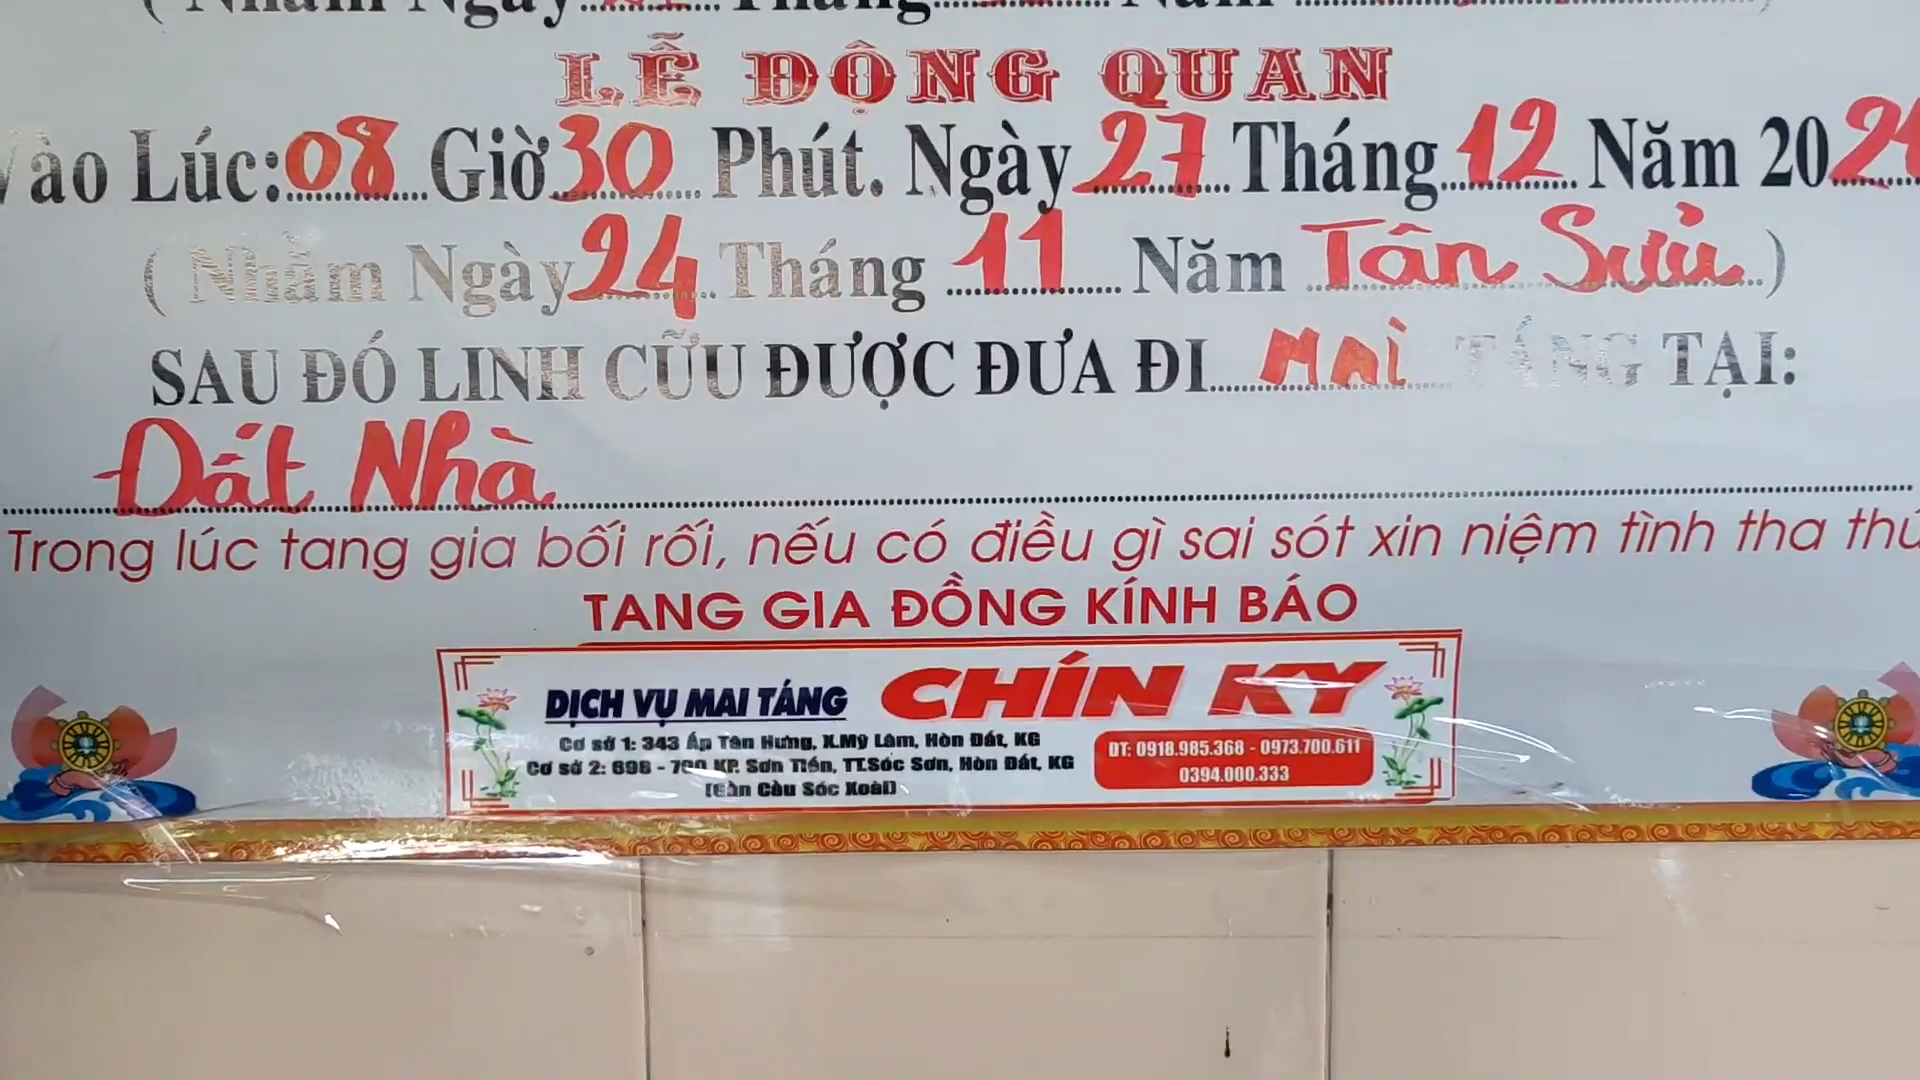 Ngày Tháng Năm
LỄ ĐỘNG QUAN
Vào Lúc: 08 Giờ 30 Phút. Ngày 27 Tháng 12 Năm 202
( Nhằm Ngày 24 Tháng 11 Năm Tân Sửu )
SAU ĐÓ LINH CỮU ĐƯỢC ĐƯA ĐI MAi TÁNG TẠI:
Đất Nhà
Trong lúc tang gia bối rối, nếu có điều gì sai sót xin niệm tình tha thứ
TANG GIA ĐỒNG KÍNH BÁO
DỊCH VỤ MAI TÁNG CHÍN KY
Cơ sở 1: 343 Ấp Tân Hưng, X.Mỹ Lâm, Hòn Đất, KG
Cơ sở 2: 698 - 700 KP. Sơn Tiến, TT.Sóc Sơn, Hòn Đất, KG
(Gần Cầu Sóc Xoài)
ĐT: 0918.985.368 - 0973.700.611
0394.000.333